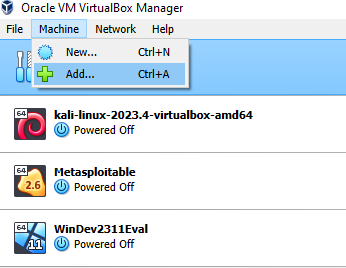 Oracle VM VirtualBox Manager
File Machine Network Help
New... Ctrl+N
Add... Ctrl+A
64
kali-linux-2023.4-virtualbox-amd64
Powered Off
64
2.6
Metasploitable
Powered Off
64
11
WinDev2311Eval
Powered Off